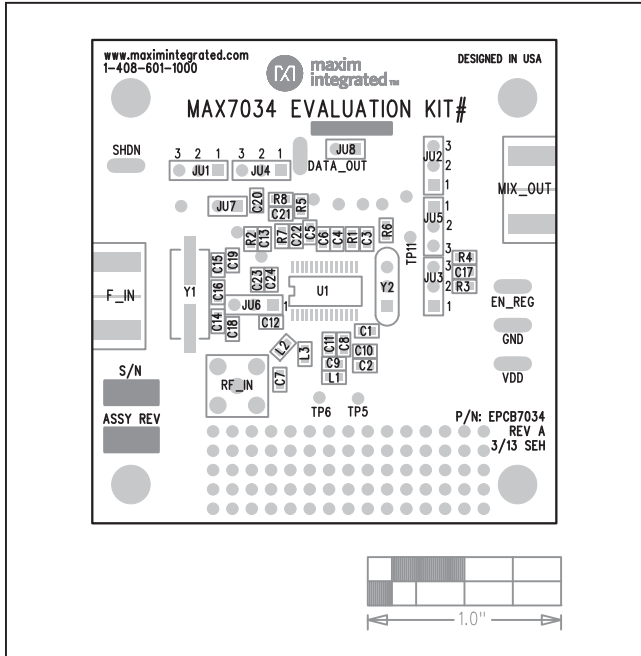 www.maximintegrated.com
1-408-601-1000
maxim
integrated™
DESIGNED IN USA
MAX7034 EVALUATION KIT#
SHDN
3 2 1
JU1
3 2 1
JU4
DATA_OUT
JU8
JU2
3
2
1
MIX_OUT
JU7
C20
R8
C21
R5
JU5
1
2
3
R2
C13
R7
C22
C5
C6
C4
R1
C3
R6
TP11
F_IN
Y1
C15
C19
C16
C23
C24
U1
Y2
JU3
3
2
1
R4
C17
R3
JU6
1
C14
C18
C12
EN_REG
GND
VDD
C1
C11
C8
C10
C9
C2
L1
L2
L3
C7
RF_IN
S/N
ASSY REV
TP6
TP5
P/N: EPCB7034
REV A
3/13 SEH
1.0"